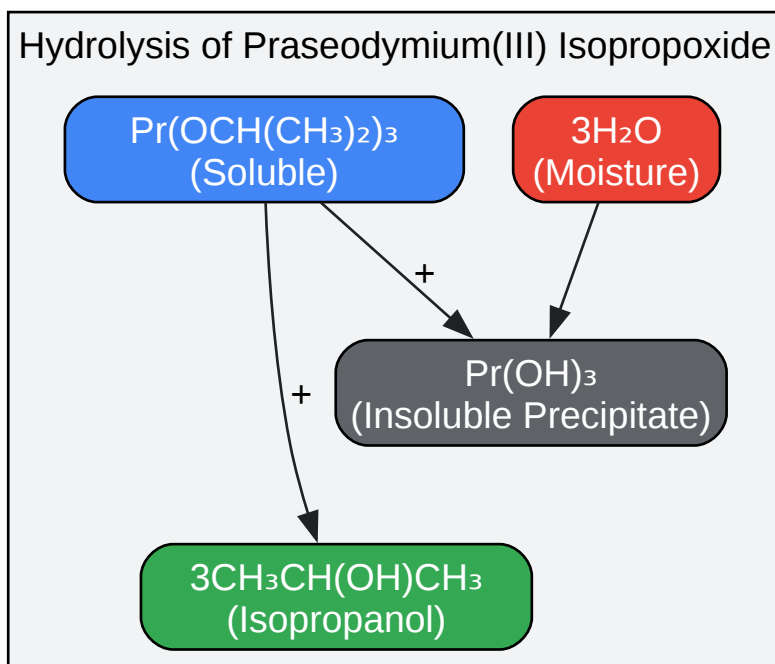 Hydrolysis of Praseodymium(III) Isopropoxide
Pr(OCH(CH₃)₂)₃
(Soluble)
3H₂O
(Moisture)
+
Pr(OH)₃
(Insoluble Precipitate)
+
3CH₃CH(OH)CH₃
(Isopropanol)